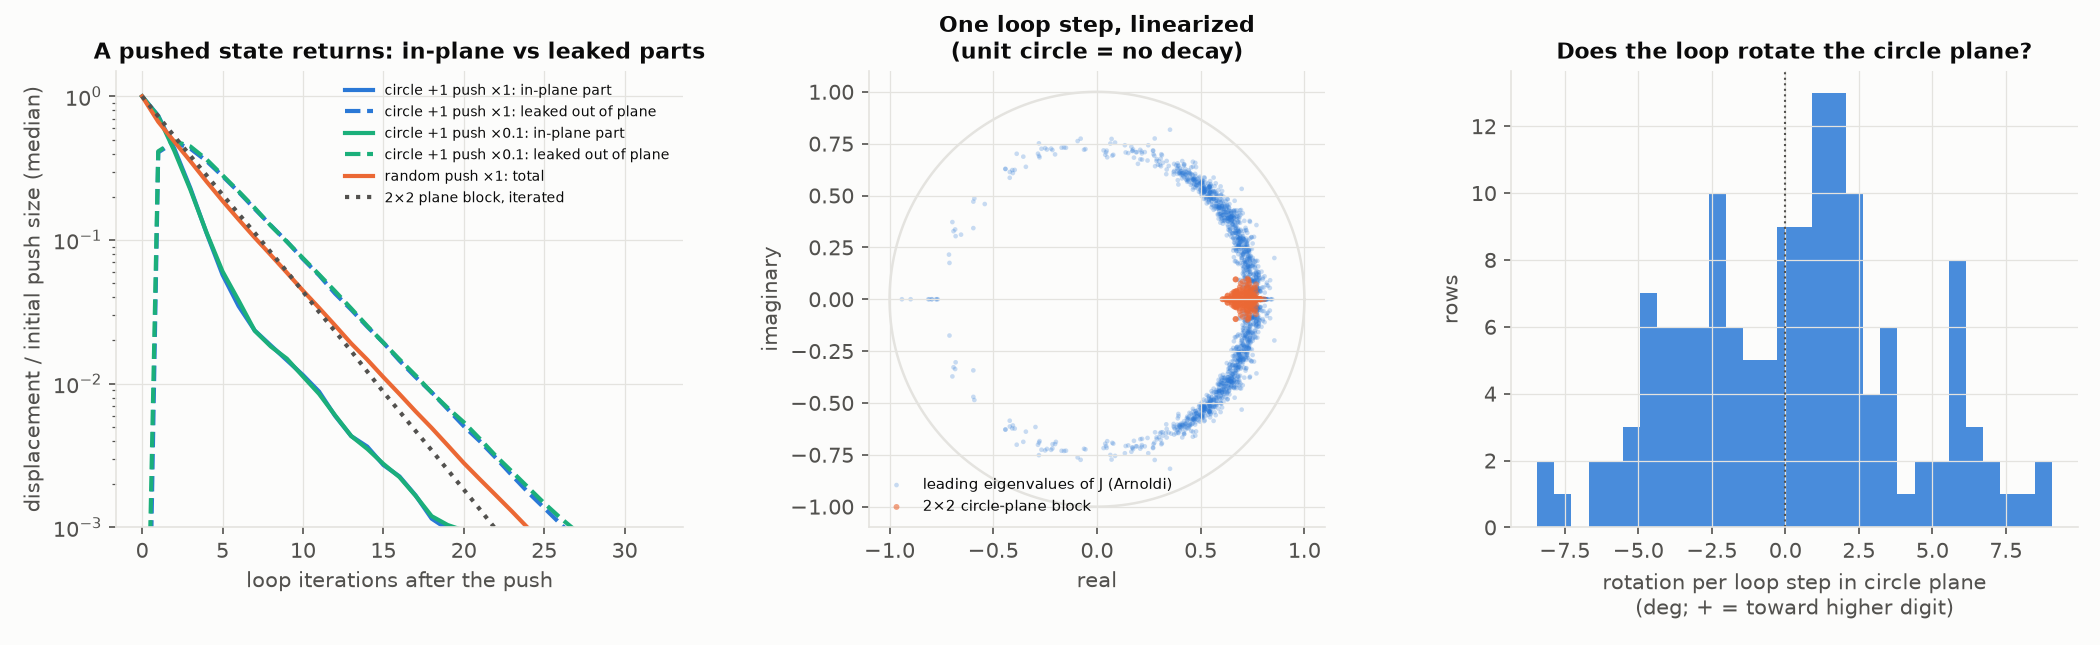 A pushed state returns: in-plane vs leaked parts
displacement / initial push size (median)
10⁰
10⁻¹
10⁻²
10⁻³
circle +1 push ×1: in-plane part
circle +1 push ×1: leaked out of plane
circle +1 push ×0.1: in-plane part
circle +1 push ×0.1: leaked out of plane
random push ×1: total
2×2 plane block, iterated
0 5 10 15 20 25 30
loop iterations after the push
One loop step, linearized
(unit circle = no decay)
imaginary
1.00
0.75
0.50
0.25
0.00
−0.25
−0.50
−0.75
−1.00
leading eigenvalues of J (Arnoldi)
2×2 circle-plane block
−1.0 −0.5 0.0 0.5 1.0
real
Does the loop rotate the circle plane?
rows
12
10
8
6
4
2
0
−7.5 −5.0 −2.5 0.0 2.5 5.0 7.5
rotation per loop step in circle plane
(deg; + = toward higher digit)